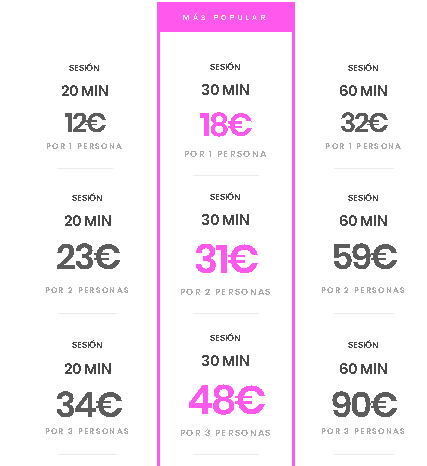 MÁS POPULAR
SESIÓN
20 MIN
12€
POR 1 PERSONA
SESIÓN
20 MIN
23€
POR 2 PERSONAS
SESIÓN
20 MIN
34€
POR 3 PERSONAS
SESIÓN
30 MIN
18€
POR 1 PERSONA
SESIÓN
30 MIN
31€
POR 2 PERSONAS
SESIÓN
30 MIN
48€
POR 3 PERSONAS
SESIÓN
60 MIN
32€
POR 1 PERSONA
SESIÓN
60 MIN
59€
POR 2 PERSONAS
SESIÓN
60 MIN
90€
POR 3 PERSONAS